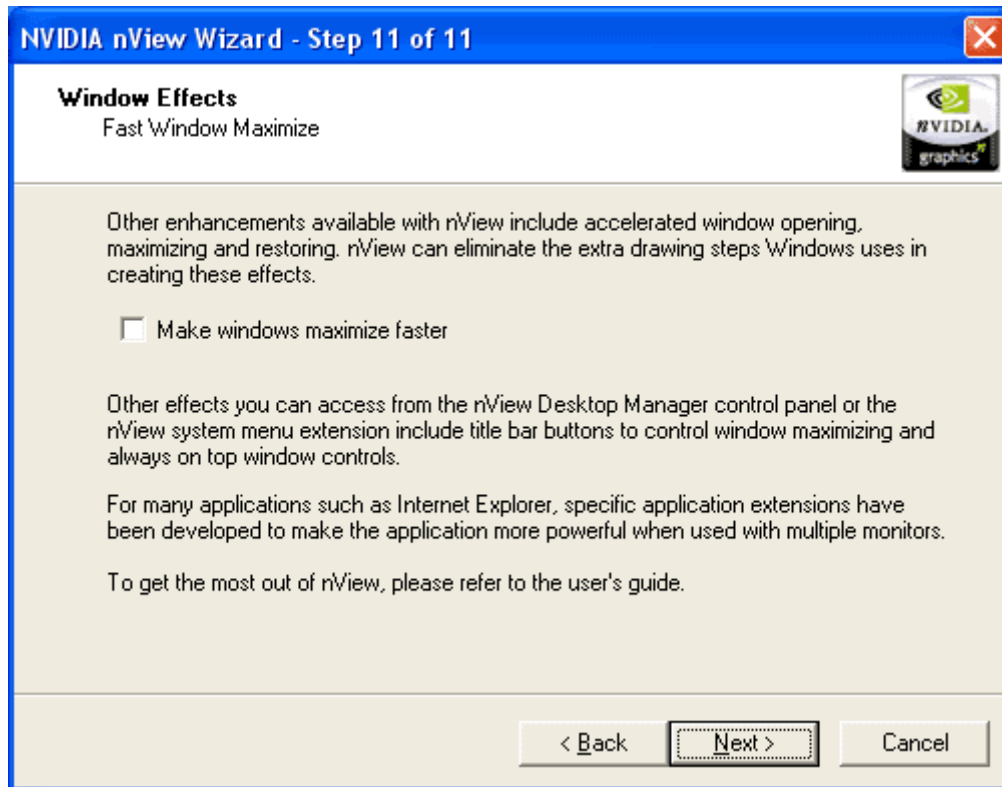 NVIDIA nView Wizard - Step 11 of 11
Window Effects
Fast Window Maximize
nVIDIA.
graphics
Other enhancements available with nView include accelerated window opening,
maximizing and restoring. nView can eliminate the extra drawing steps Windows uses in
creating these effects.
Make windows maximize faster
Other effects you can access from the nView Desktop Manager control panel or the
nView system menu extension include title bar buttons to control window maximizing and
always on top window controls.
For many applications such as Internet Explorer, specific application extensions have
been developed to make the application more powerful when used with multiple monitors.
To get the most out of nView, please refer to the user's guide.
< Back
Next >
Cancel